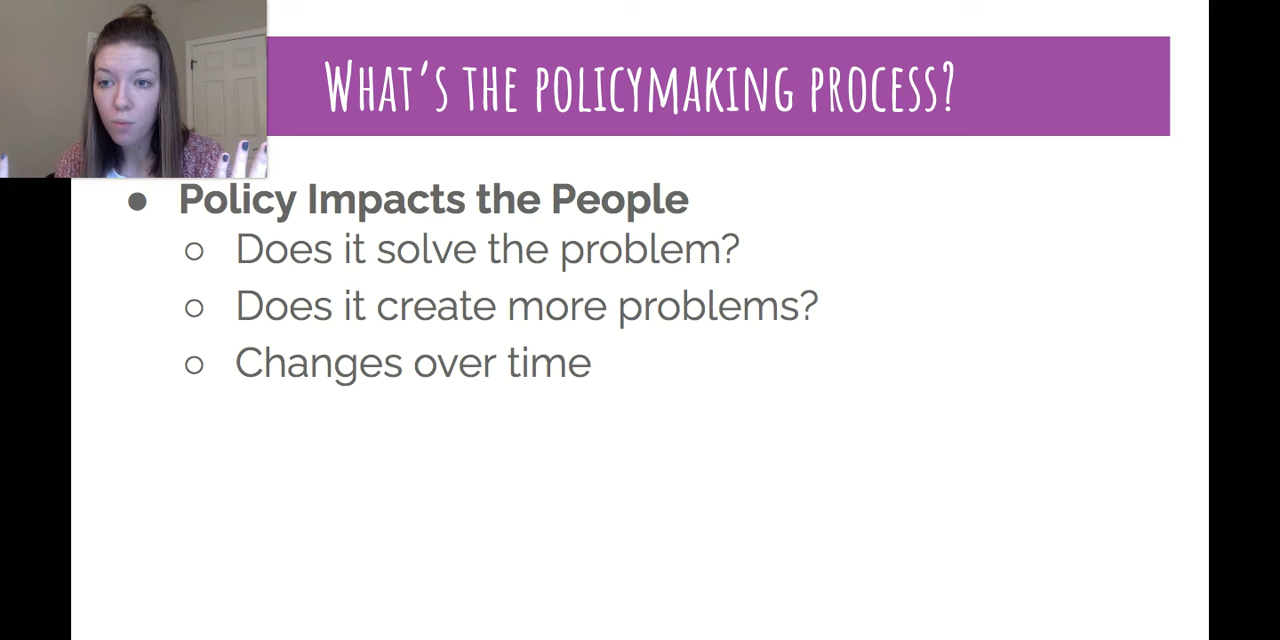 WHAT'S THE POLICYMAKING PROCESS?
● Policy Impacts the People
○ Does it solve the problem?
○ Does it create more problems?
○ Changes over time